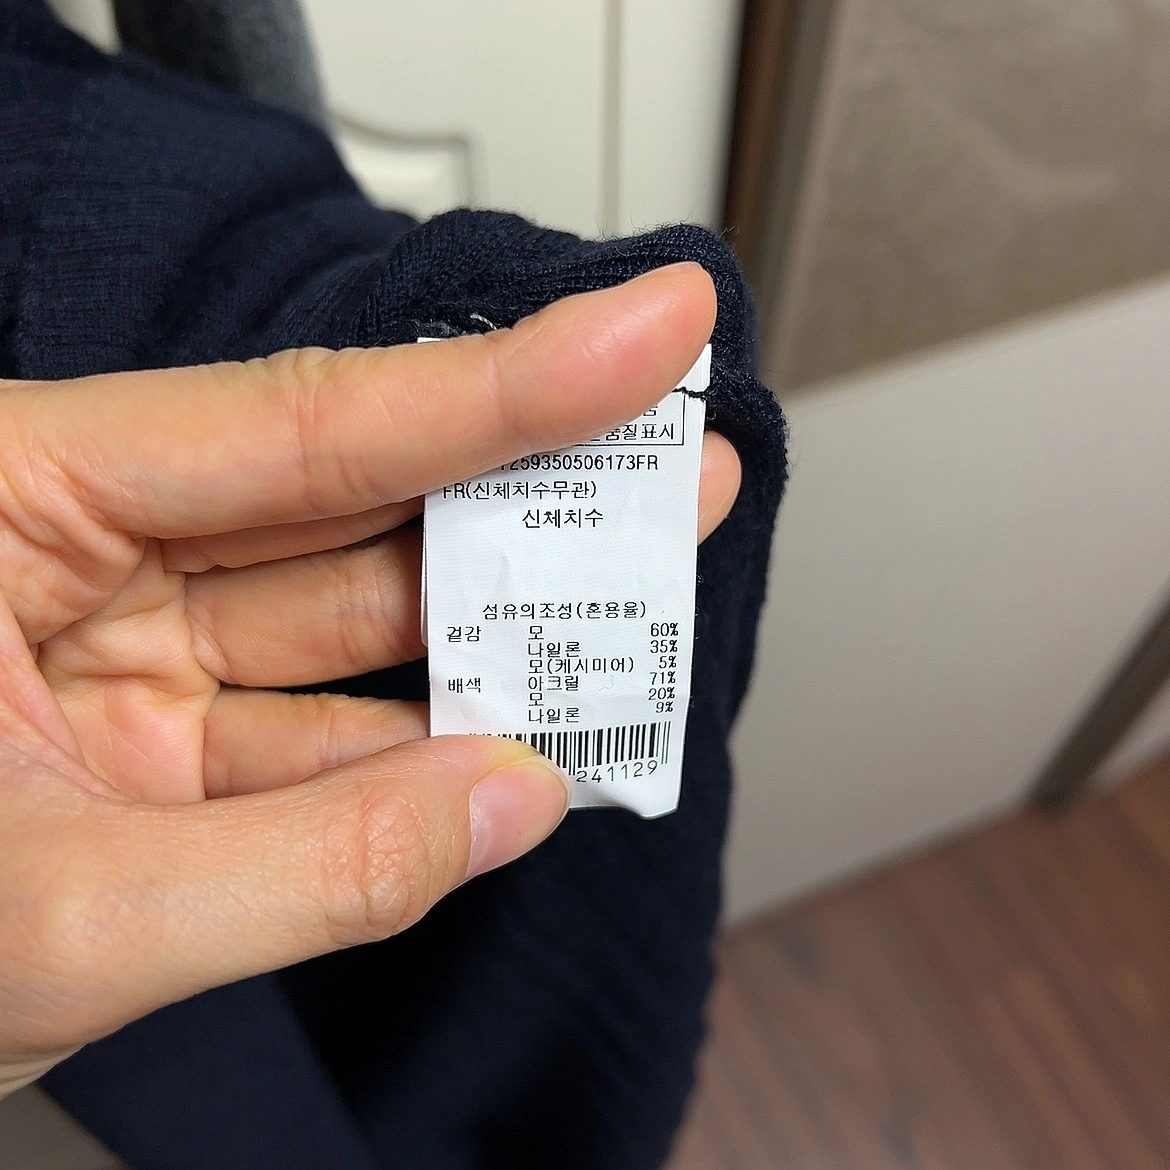 품질표시
259350506173FR
FR(신체치수무관)
신체치수
섬유의조성(혼용율)
겉감 모 60%
나일론 35%
모(케시미어) 5%
배색 아크릴 71%
모 20%
나일론 9%
241129